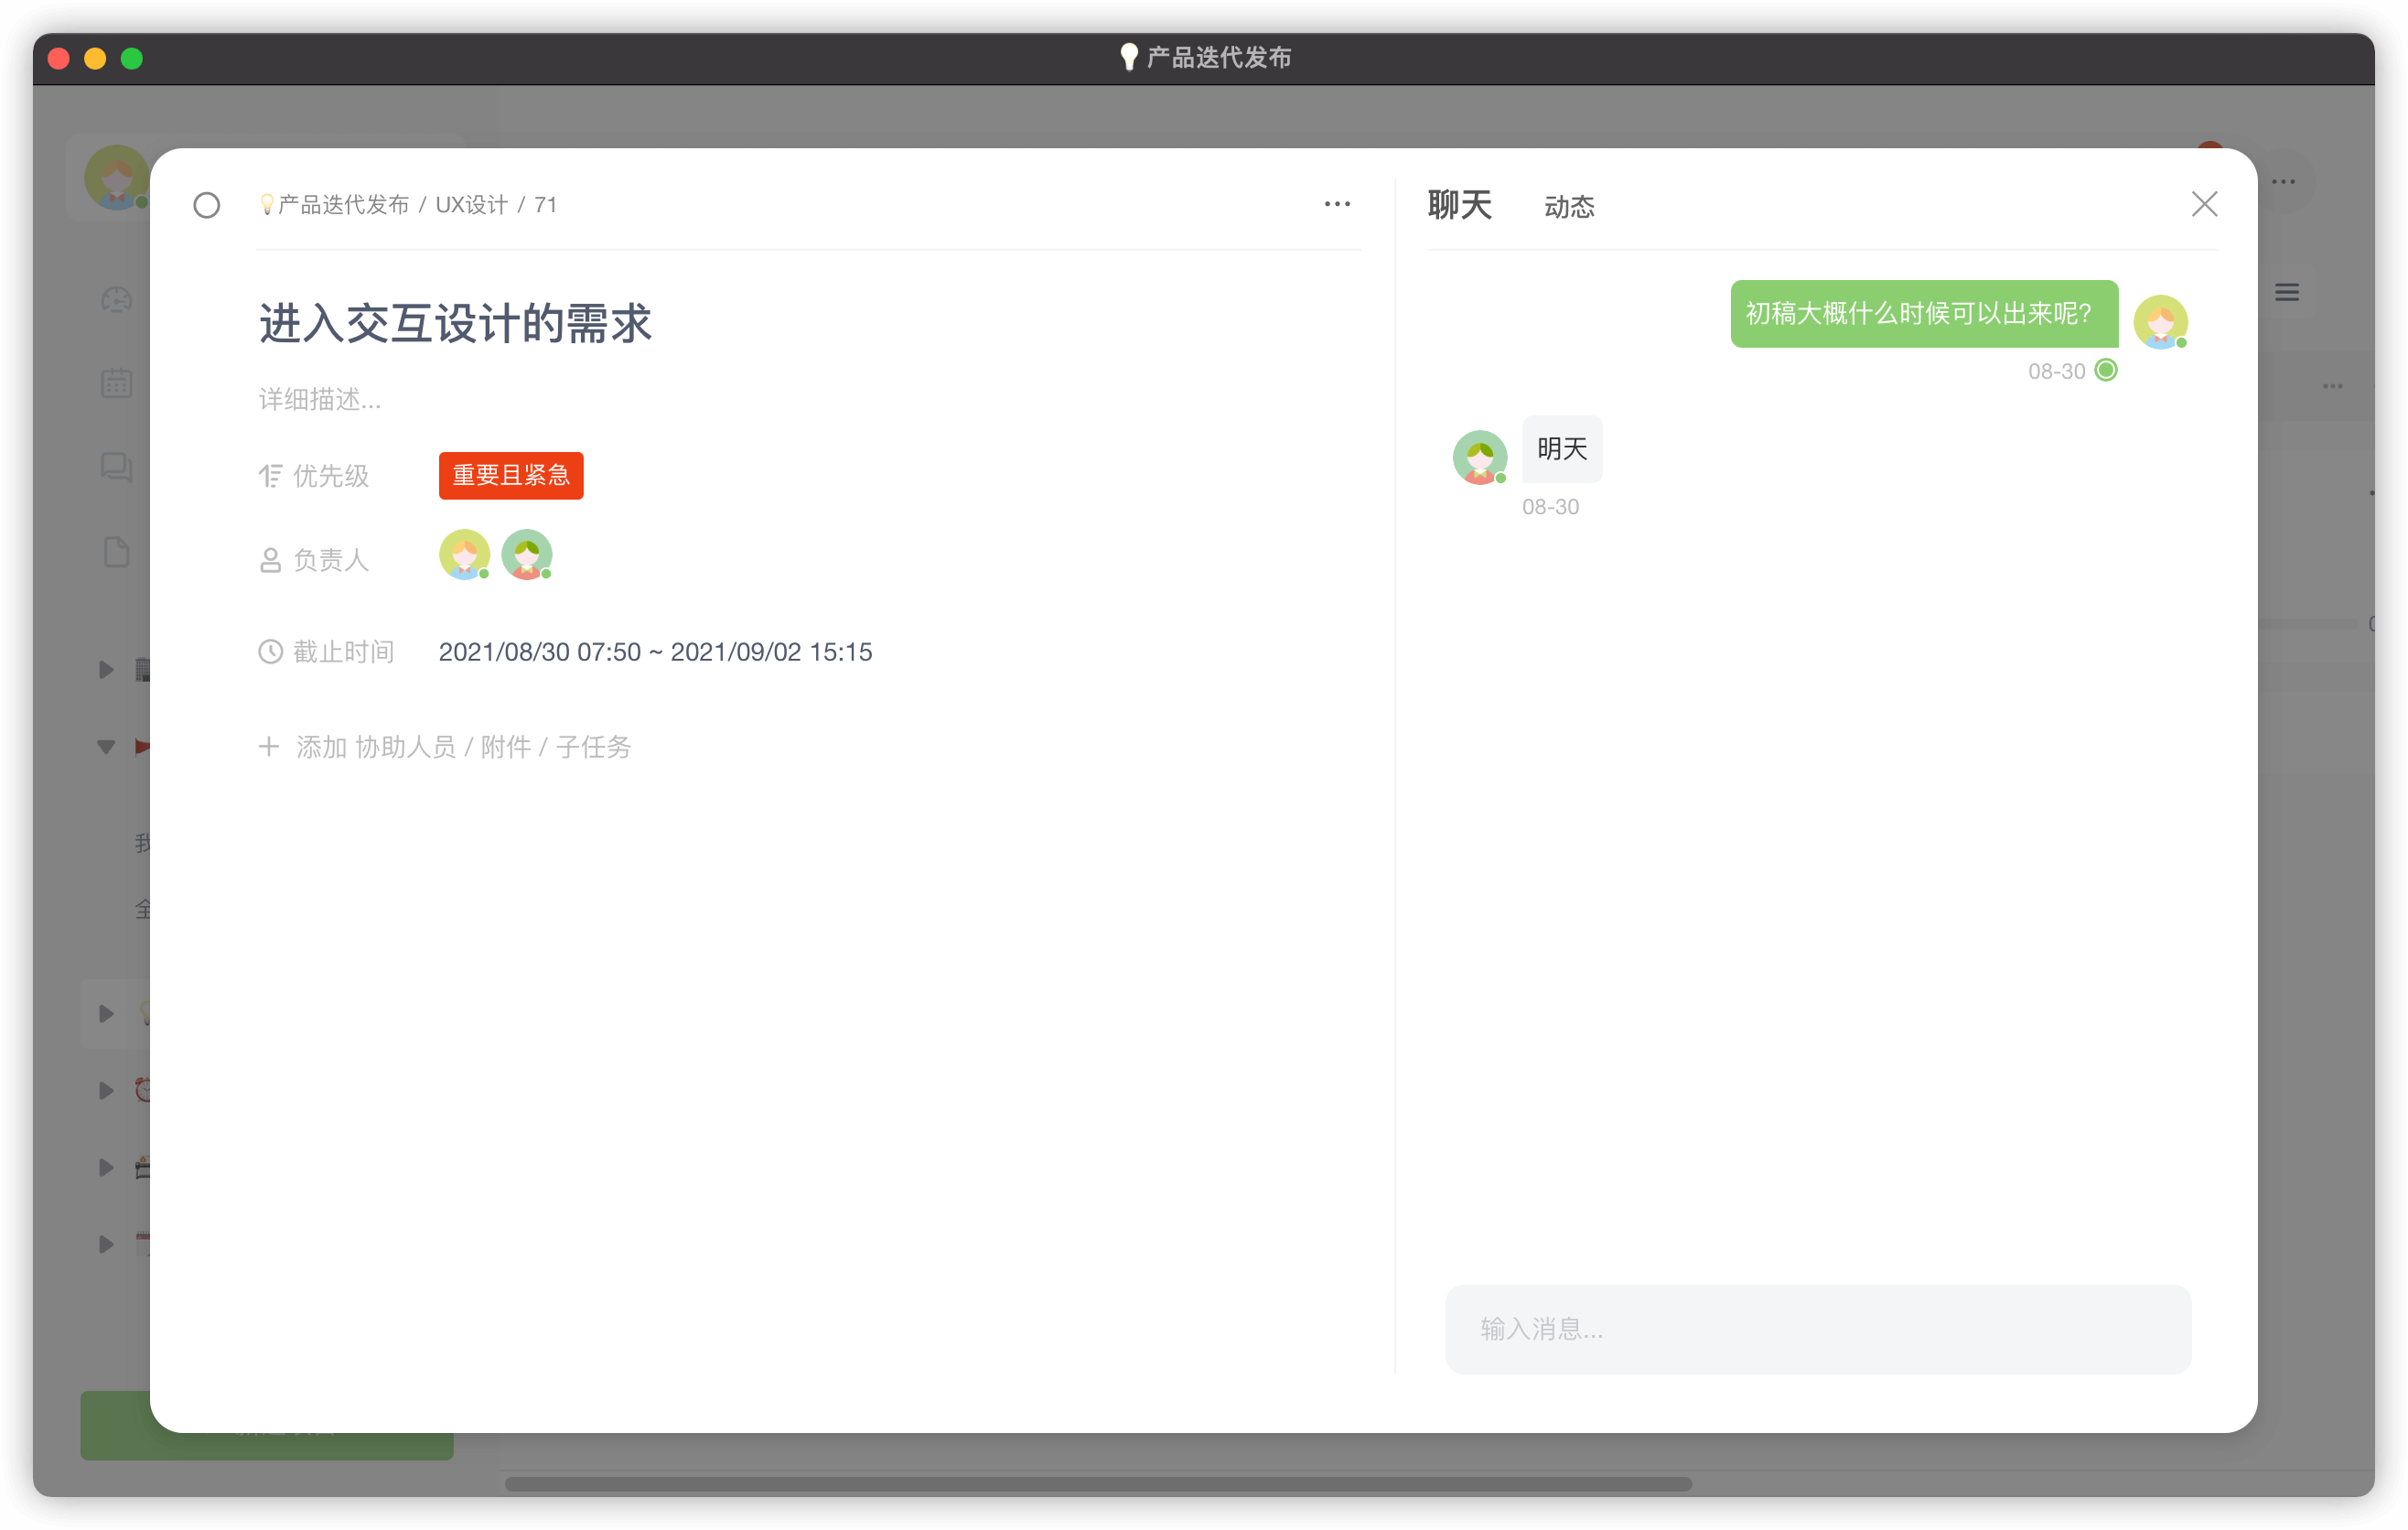 产品迭代发布
产品迭代发布 / UX设计 / 71
进入交互设计的需求
详细描述...
优先级 重要且紧急
负责人
截止时间 2021/08/30 07:50 ~ 2021/09/02 15:15
添加 协助人员 / 附件 / 子任务
聊天 动态
初稿大概什么时候可以出来呢?
08-30
明天
08-30
输入消息...
我
全